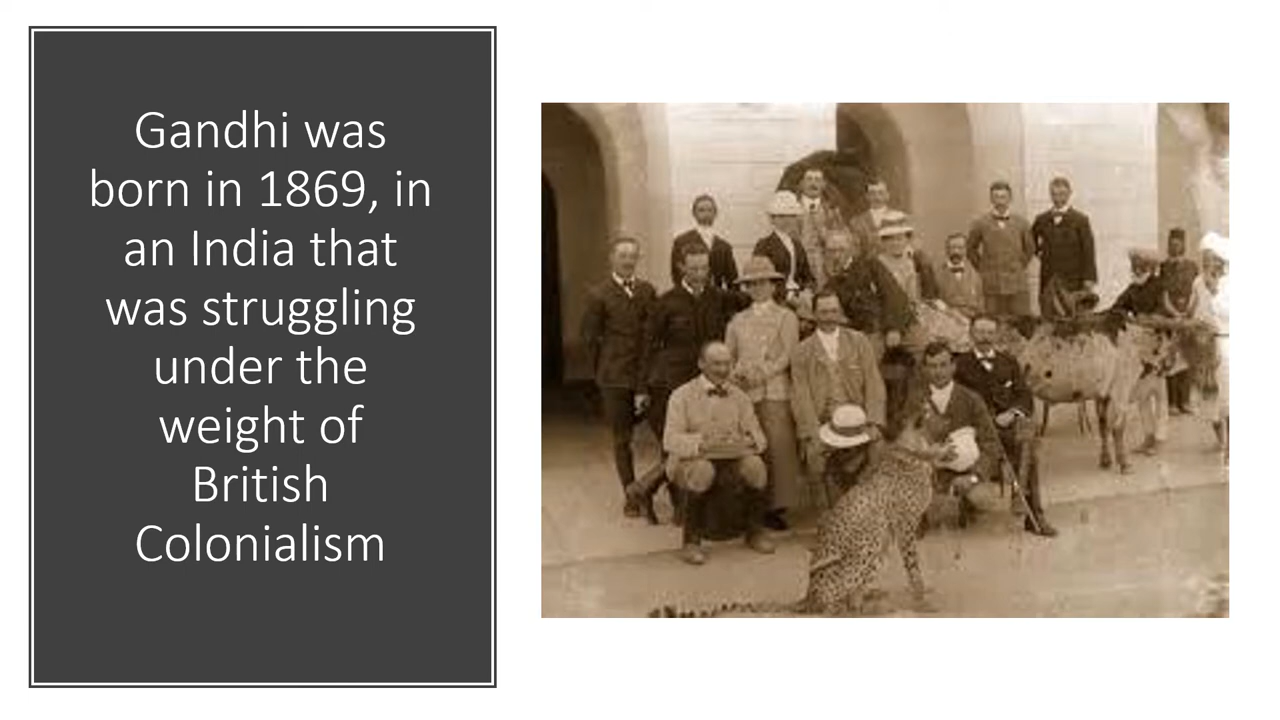 Gandhi was
born in 1869, in
an India that
was struggling
under the
weight of
British
Colonialism